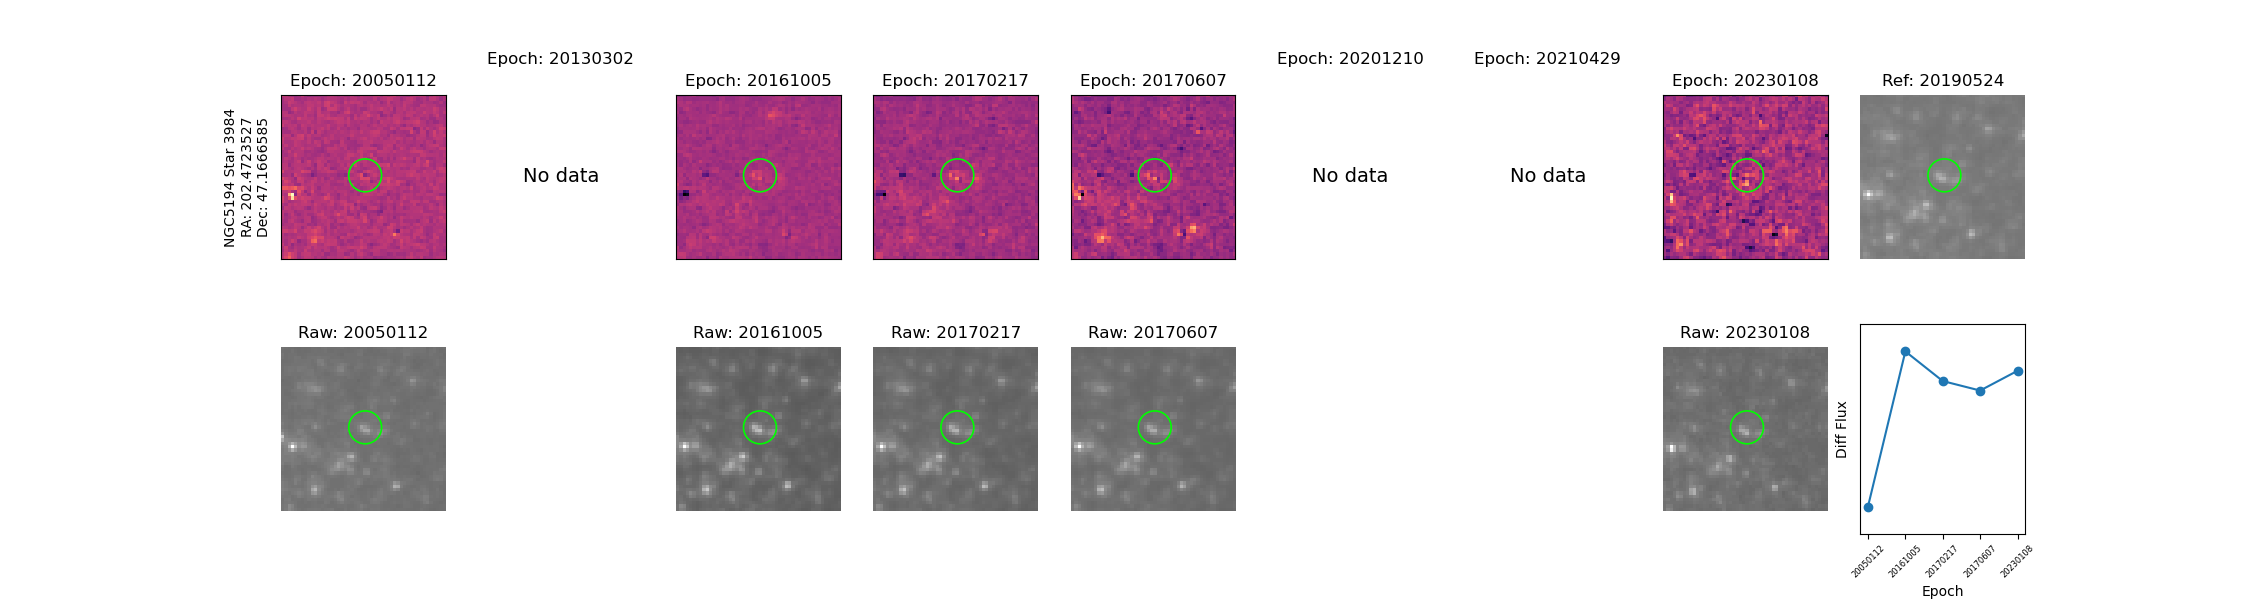 NGC5194 Star 3984
RA: 202.4723527
Dec: 47.1666585
Epoch: 20050112
Epoch: 20130302
No data
Epoch: 20161005
Epoch: 20170217
Epoch: 20170607
Epoch: 20201210
No data
Epoch: 20210429
No data
Epoch: 20230108
Ref: 20190524
Raw: 20050112
Raw: 20161005
Raw: 20170217
Raw: 20170607
Raw: 20230108
Diff Flux
20050112
20161005
20170217
20170607
20230108
Epoch